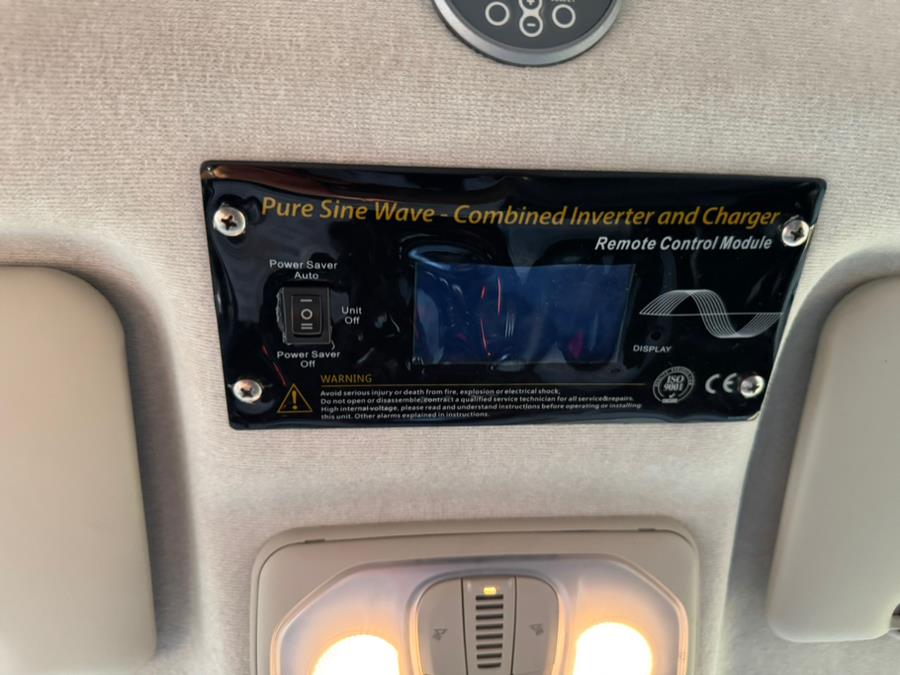 Pure Sine Wave - Combined Inverter and Charger
Remote Control Module
Power Saver
Auto
Unit
Off
Power Saver
Off
DISPLAY
WARNING
Avoid serious injury or death from fire, explosion or electrical shock.
Do not open or disassemble, contract a qualified service technician for all service&repairs.
High internal voltage, please read and understand instructions before operating or installing
this unit. Other alarms explained in instructions.
ISO
9001
CE